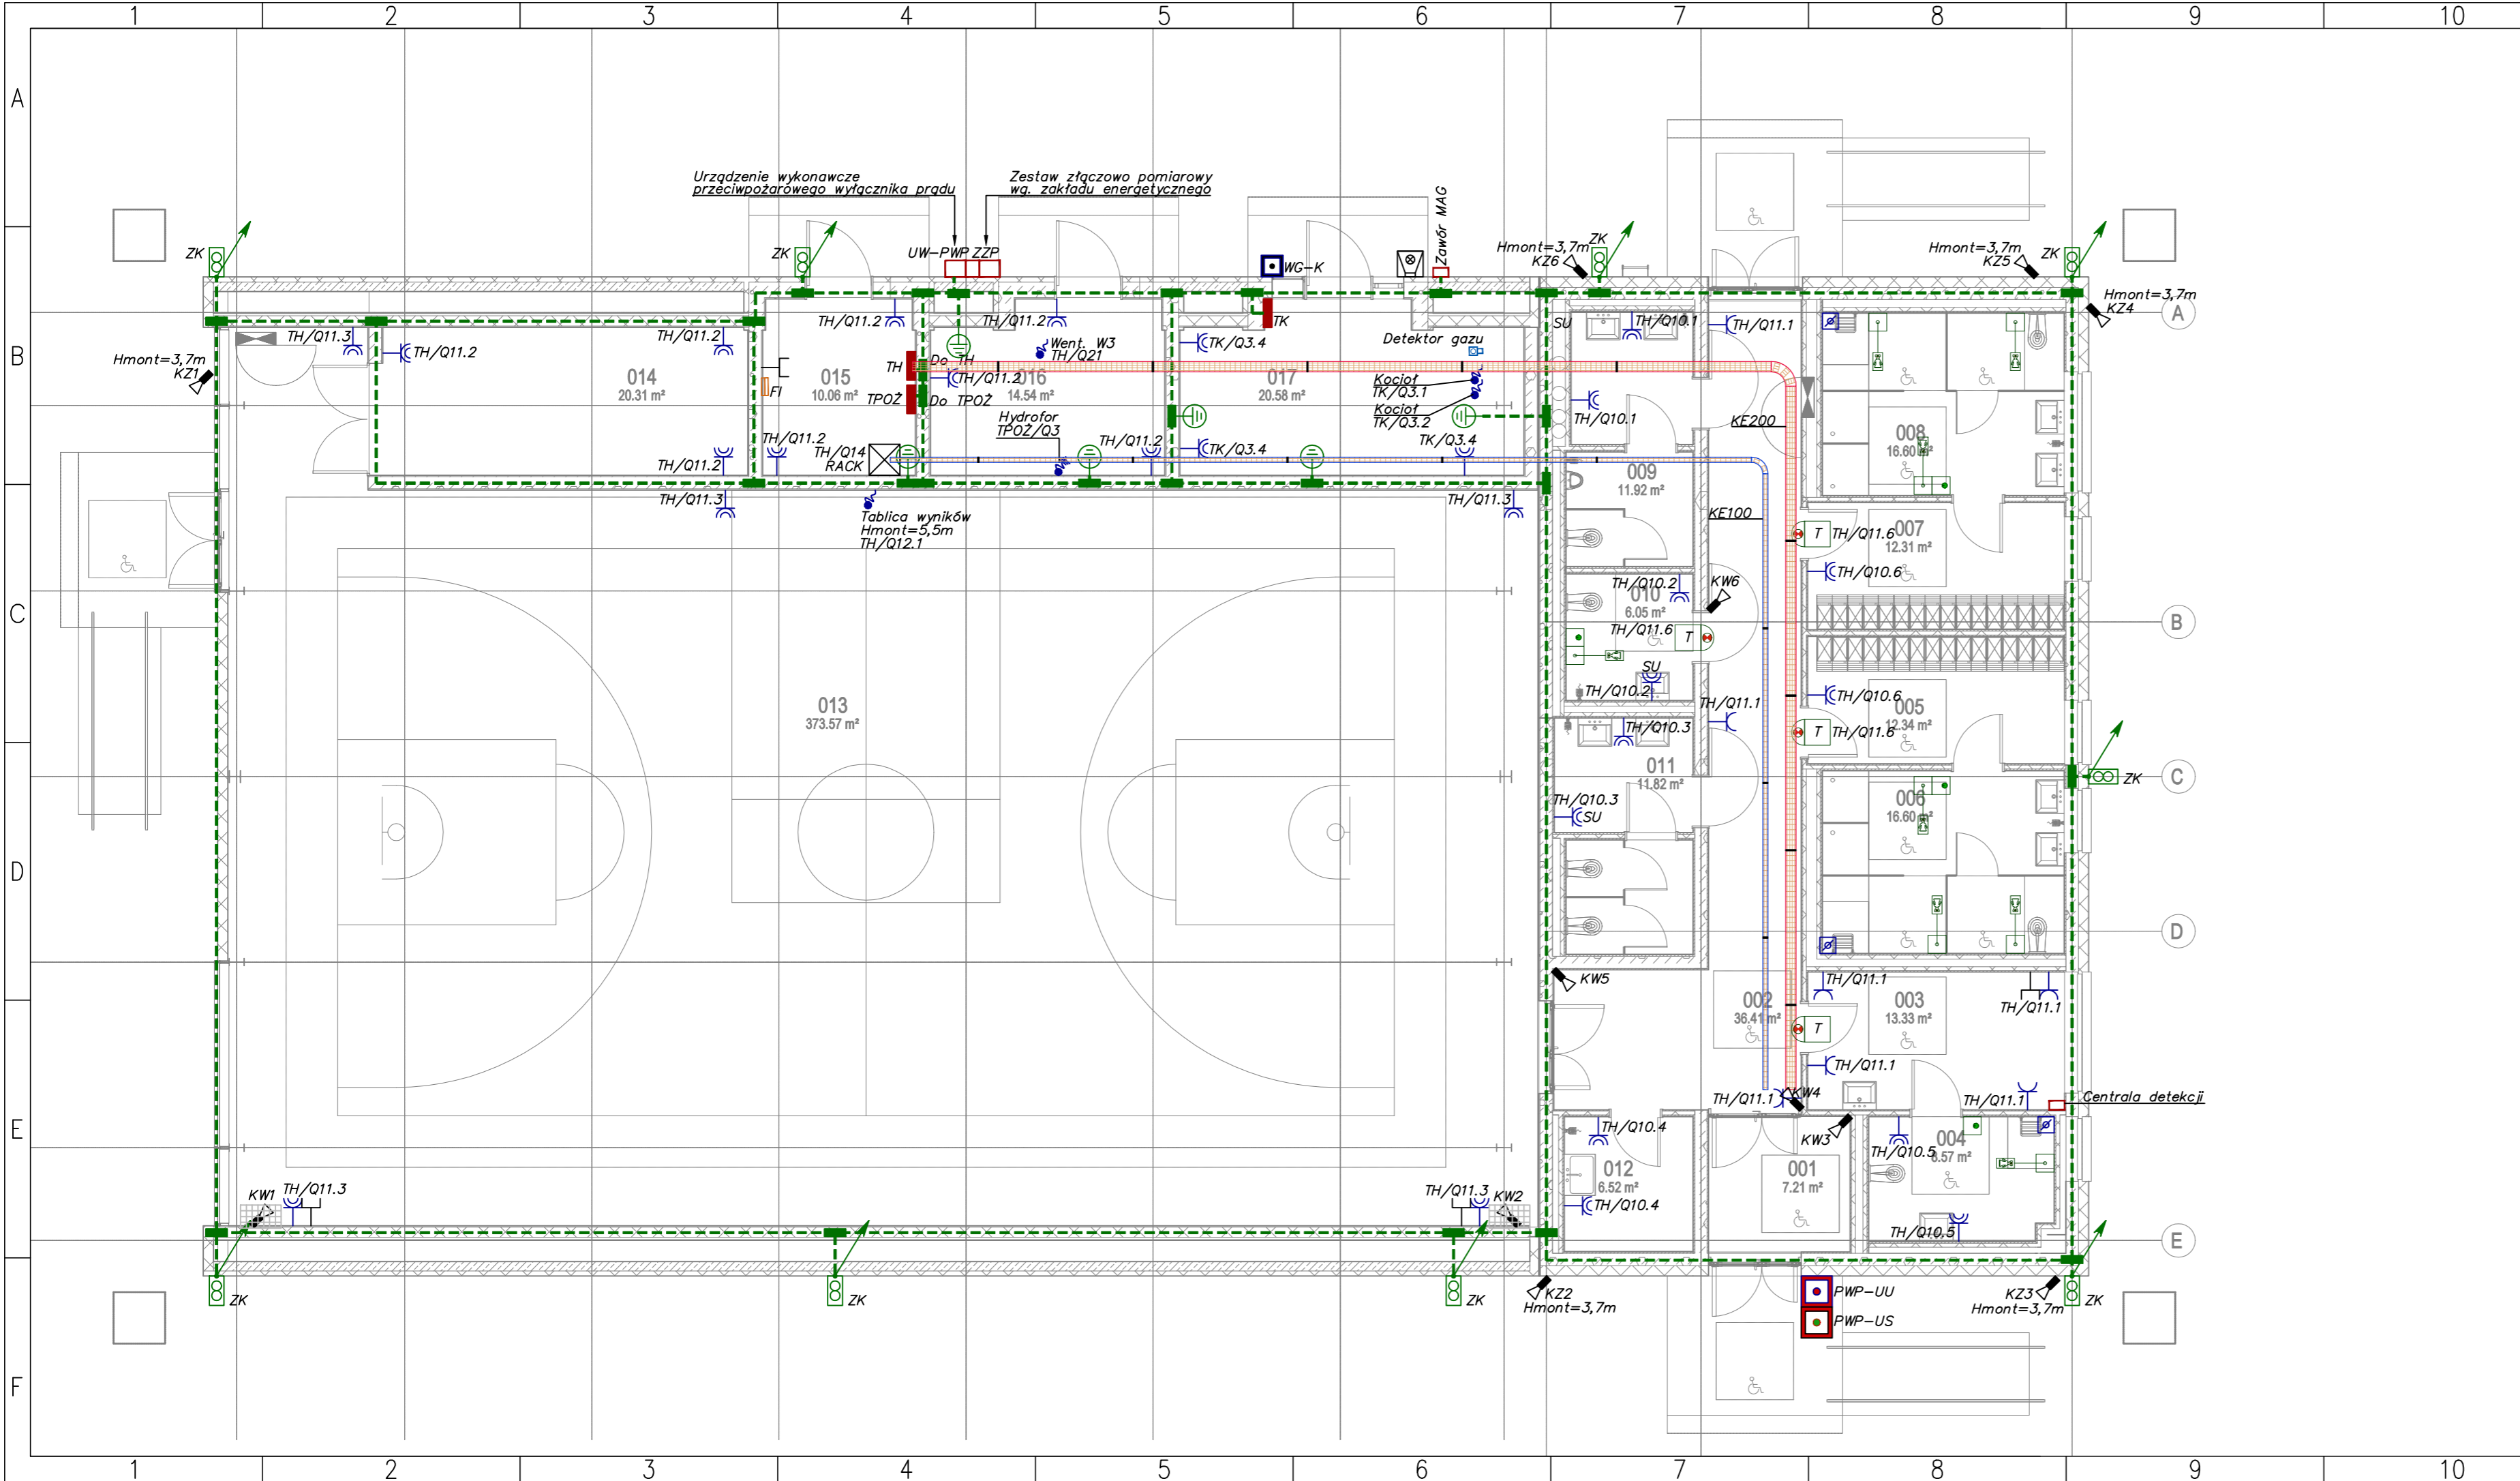 1 2 3 4 5 6 7 8 9 10
A
Urządzenie wykonawcze
przeciwpożarowego wyłącznika prądu
Zestaw złączowo pomiarowy
wg. zakładu energetycznego
Zawór MAG
ZK
ZK
UW-PWP ZZP
WG-K
Hmont=3,7m
KZ6
ZK
Hmont=3,7m
KZ5
ZK
Hmont=3,7m
KZ4
A
B
TH/Q11.3
TH/Q11.2
TH/Q11.2
TH/Q11.2
TH/Q11.2
TK
SU
TH/Q10.1
TH/Q11.1
Hmont=3,7m
KZ1
TK/Q3.4
Went. W3
TH/Q21
Detektor gazu
TH
Do TH
TH/Q11.2
014
20.31 m²
FI
015
10.06 m²
016
14.54 m²
017
20.58 m²
Kocioł
TK/Q3.1
Kocioł
TK/Q3.2
TPOŻ
Do TPOŻ
Hydrofor
TPOŻ/Q3
TH/Q10.1
KE200
008
16.60 m²
TH/Q11.2
TH/Q11.2
TH/Q14
RACK
TH/Q11.2
TK/Q3.4
TK/Q3.4
009
11.92 m²
TH/Q11.3
TH/Q11.3
Tablica wyników
Hmont=5,5m
TH/Q12.1
KE100
007
12.31 m²
T
TH/Q11.6
TH/Q10.6
C
TH/Q10.2
KW6
010
6.05 m²
TH/Q11.6
T
B
SU
TH/Q10.2
TH/Q10.6
013
373.57 m²
TH/Q11.1
005
12.34 m²
TH/Q10.3
T
TH/Q11.6
011
11.82 m²
C
ZK
TH/Q10.3
SU
006
16.60 m²
D
D
KW5
TH/Q11.1
TH/Q11.1
002
36.41 m²
003
13.33 m²
T
TH/Q11.1
TH/Q11.1
KW4
TH/Q11.1
Centrala detekcji
E
TH/Q10.4
KW3
004
TH/Q10.5
012
6.52 m²
001
7.21 m²
KW1
TH/Q11.3
TH/Q11.3
KW2
TH/Q10.4
TH/Q10.5
E
ZK
ZK
ZK
KZ2
Hmont=3,7m
PWP-UU
PWP-US
KZ3
Hmont=3,7m
ZK
F
1 2 3 4 5 6 7 8 9 10